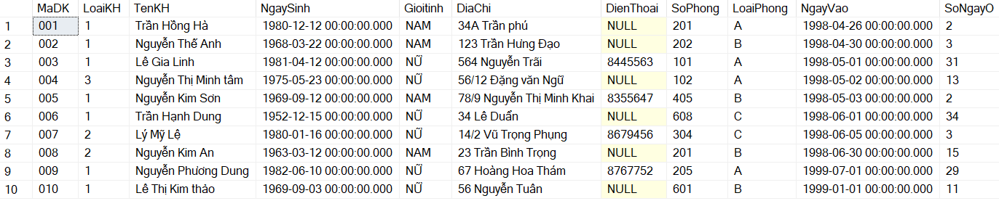 MaDK LoaiKH TenKH NgaySinh Gioitinh DiaChi DienThoai SoPhong LoaiPhong NgayVao SoNgayO
1 001 1 Trần Hồng Hà 1980-12-12 00:00:00.000 NAM 34A Trần phú NULL 201 A 1998-04-26 00:00:00.000 2
2 002 1 Nguyễn Thế Anh 1968-03-22 00:00:00.000 NAM 123 Trần Hưng Đạo NULL 202 B 1998-04-30 00:00:00.000 3
3 003 1 Lê Gia Linh 1981-04-12 00:00:00.000 NỮ 564 Nguyễn Trãi 8445563 101 A 1998-05-01 00:00:00.000 31
4 004 3 Nguyễn Thị Minh tâm 1975-05-23 00:00:00.000 NỮ 56/12 Đặng văn Ngữ NULL 102 A 1998-05-02 00:00:00.000 13
5 005 1 Nguyễn Kim Sơn 1969-09-12 00:00:00.000 NAM 78/9 Nguyễn Thị Minh Khai 8355647 405 B 1998-05-03 00:00:00.000 2
6 006 1 Trần Hạnh Dung 1952-12-15 00:00:00.000 NỮ 34 Lê Duẩn NULL 608 C 1998-06-01 00:00:00.000 34
7 007 2 Lý Mỹ Lệ 1980-01-16 00:00:00.000 NỮ 14/2 Vũ Trọng Phụng 8679456 304 C 1998-06-05 00:00:00.000 3
8 008 2 Nguyễn Kim An 1963-03-12 00:00:00.000 NAM 23 Trần Bình Trọng NULL 201 B 1998-06-30 00:00:00.000 15
9 009 1 Nguyễn Phương Dung 1982-06-10 00:00:00.000 NỮ 67 Hoàng Hoa Thám 8767752 205 A 1999-07-01 00:00:00.000 29
10 010 1 Lê Thị Kim thảo 1969-09-03 00:00:00.000 NỮ 56 Nguyễn Tuân NULL 601 B 1999-01-01 00:00:00.000 11